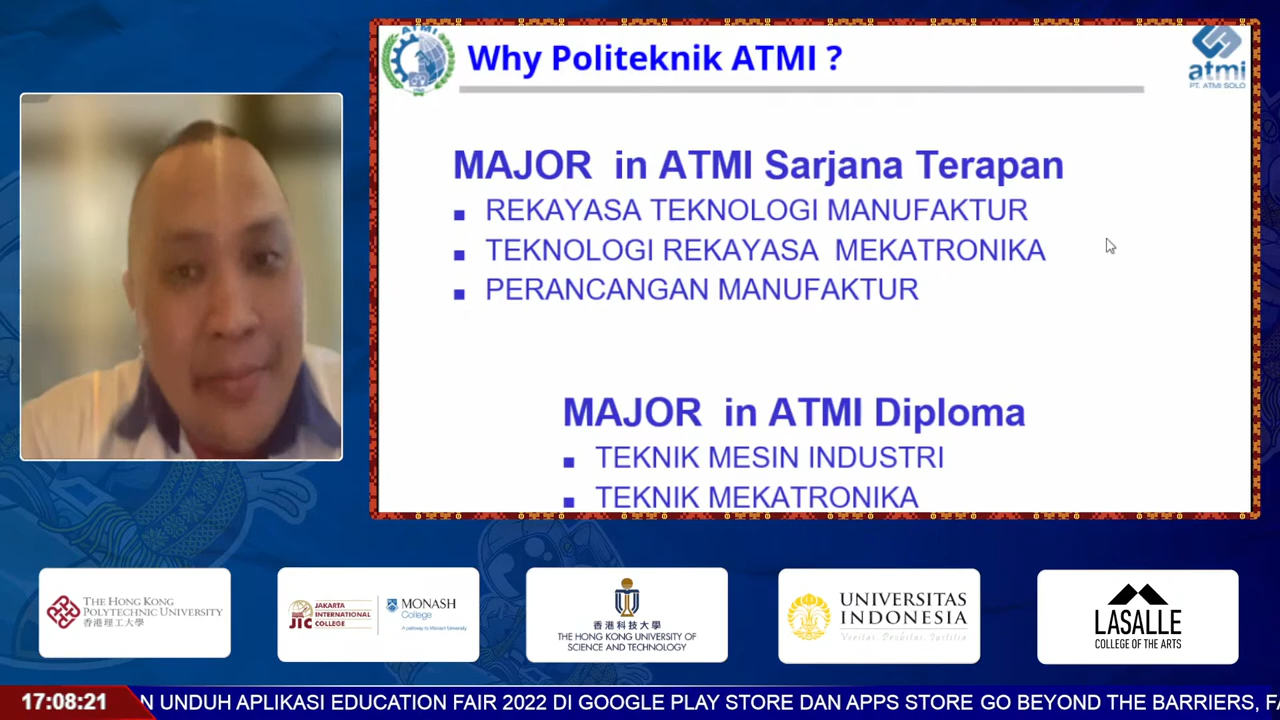 ATMI
Why Politeknik ATMI ?
atmi
PT. ATMI SOLO
MAJOR in ATMI Sarjana Terapan
REKAYASA TEKNOLOGI MANUFAKTUR
TEKNOLOGI REKAYASA MEKATRONIKA
PERANCANGAN MANUFAKTUR
MAJOR in ATMI Diploma
TEKNIK MESIN INDUSTRI
TEKNIK MEKATRONIKA
THE HONG KONG
POLYTECHNIC UNIVERSITY
香港理工大學
JIC
JAKARTA
INTERNATIONAL
COLLEGE
MONASH
College
A pathway to Monash University
香港科技大學
THE HONG KONG UNIVERSITY OF
SCIENCE AND TECHNOLOGY
UNIVERSITAS
INDONESIA
Veritas, Probitas, Justitia
LASALLE
COLLEGE OF THE ARTS
17:08:21
N UNDUH APLIKASI EDUCATION FAIR 2022 DI GOOGLE PLAY STORE DAN APPS STORE GO BEYOND THE BARRIERS, FA